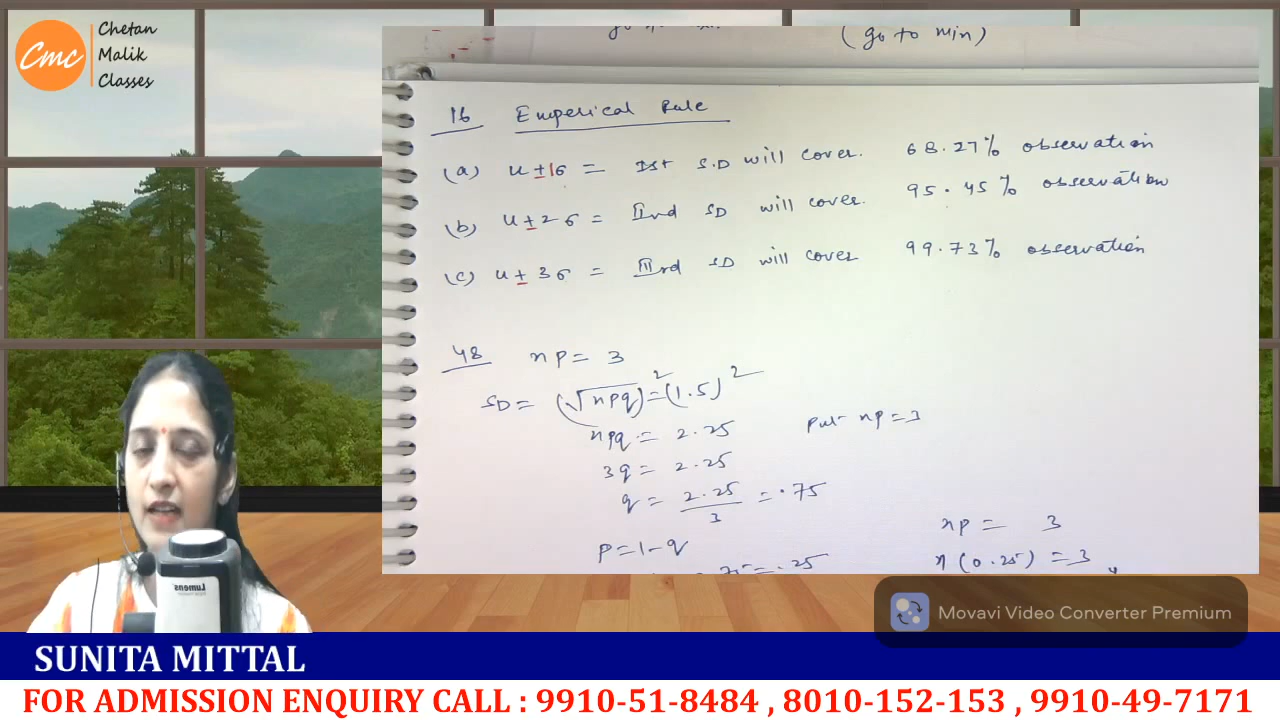 Cmc
Chetan
Malik
Classes
(go to min)
16 Emperical Rule
(a) u ± 1σ = Ist S.D will cover. 68.27% observation
(b) u ± 2σ = IInd SD will cover. 95.45% observation
(c) u ± 3σ = IIIrd SD will cover 99.73% observation
48 np = 3
SD = (√npq)² = (1.5)²
npq = 2.25 put np = 3
3q = 2.25
q = 2.25/3 = .75
p = 1 - q
np = 3
.75 = .25
n (0.25) = 3
Lumens
Movavi Video Converter Premium
SUNITA MITTAL
FOR ADMISSION ENQUIRY CALL : 9910-51-8484 , 8010-152-153 , 9910-49-7171